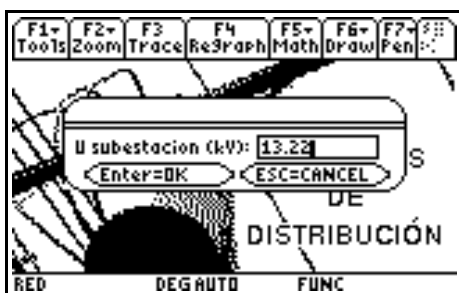 F1▾ F2▾ F3 F4 F5▾ F6▾ F7▾
Tools Zoom Trace ReGraph Math Draw Pen
U subestacion (kV): 13.22
Enter=OK ESC=CANCEL
S
DE
DISTRIBUCIÓN
RED DEG AUTO FUNC